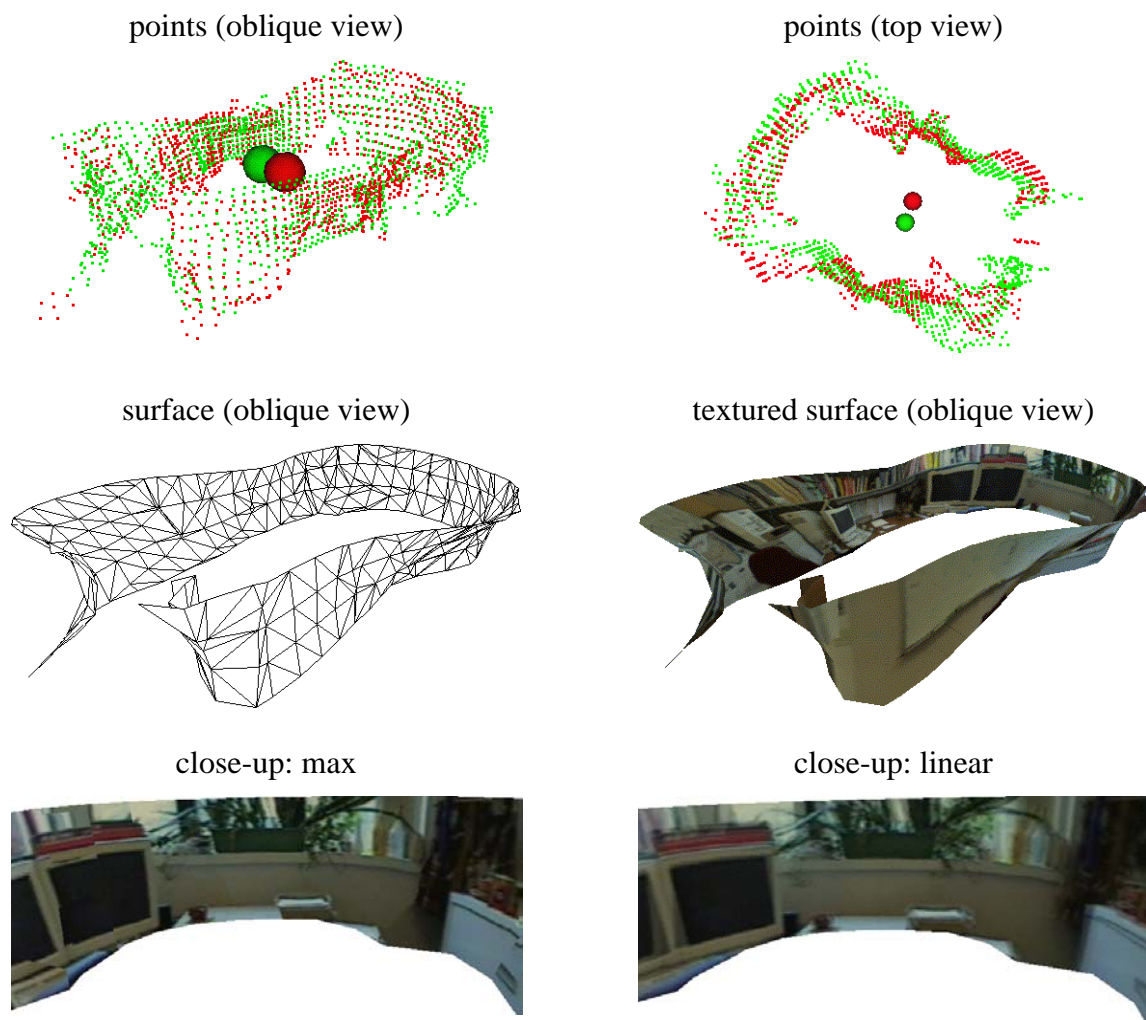 points (oblique view)
points (top view)
surface (oblique view)
textured surface (oblique view)
close-up: max
close-up: linear